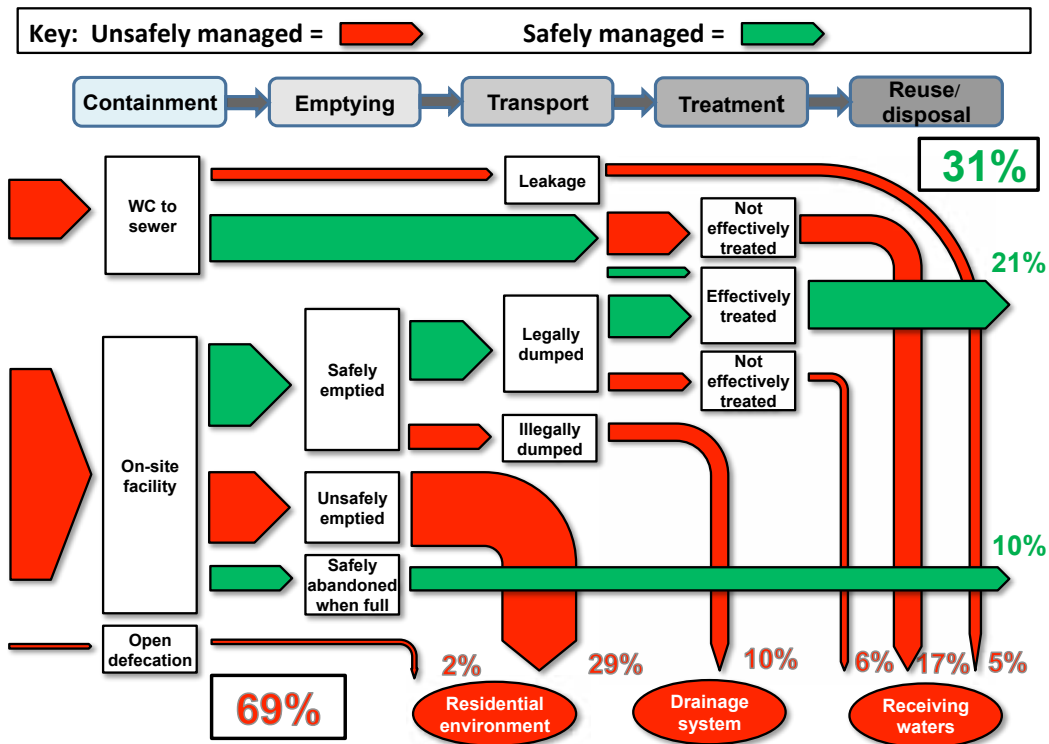 Key: Unsafely managed =
Safely managed =
Containment
Emptying
Transport
Treatment
Reuse/
disposal
31%
WC to
sewer
Leakage
Not
effectively
treated
21%
Effectively
treated
On-site
facility
Safely
emptied
Legally
dumped
Not
effectively
treated
Illegally
dumped
Unsafely
emptied
Safely
abandoned
when full
10%
Open
defecation
69%
2%
29%
10%
6%
17%
5%
Residential
environment
Drainage
system
Receiving
waters